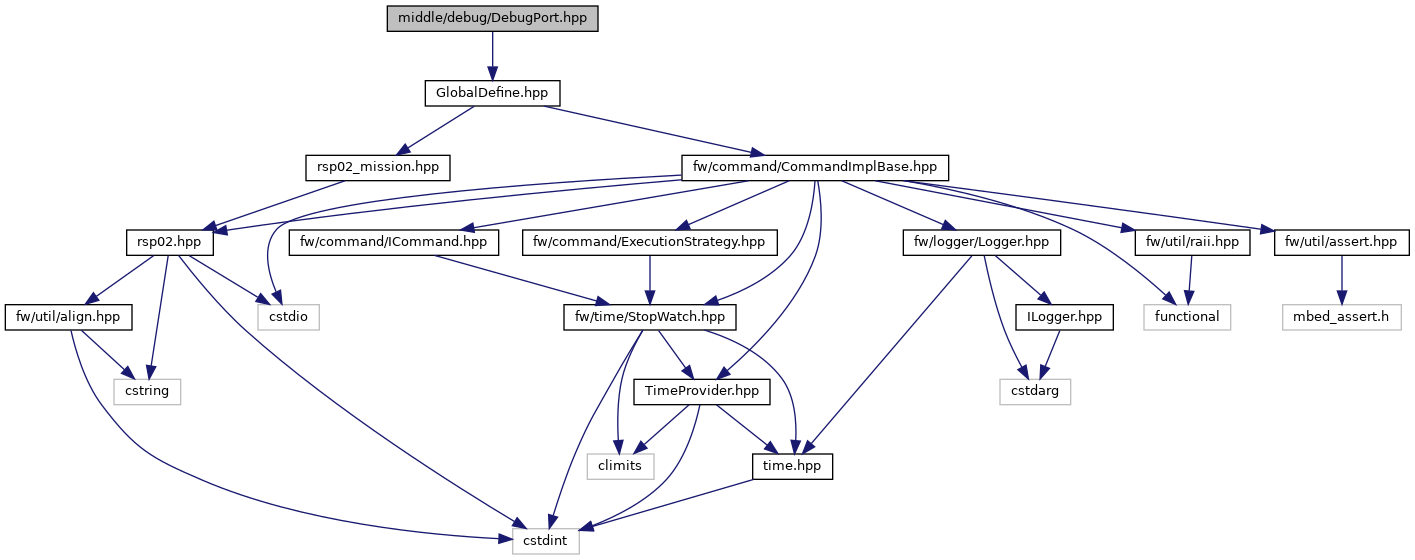 middle/debug/DebugPort.hpp
GlobalDefine.hpp
rsp02_mission.hpp
fw/command/CommandImplBase.hpp
rsp02.hpp
fw/command/ICommand.hpp
fw/command/ExecutionStrategy.hpp
fw/logger/Logger.hpp
fw/util/raii.hpp
fw/util/assert.hpp
fw/util/align.hpp
cstdio
fw/time/StopWatch.hpp
ILogger.hpp
functional
mbed_assert.h
cstring
TimeProvider.hpp
cstdarg
climits
time.hpp
cstdint